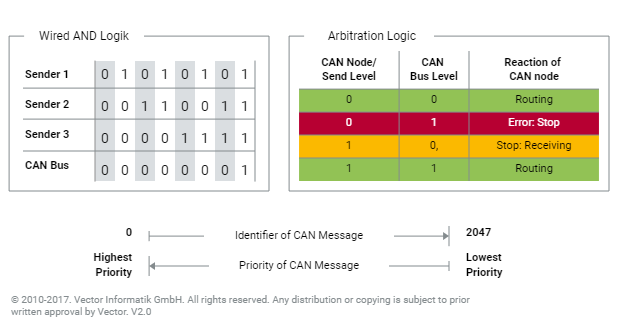 Wired AND Logik
Sender 1 0 1 0 1 0 1 0 1
Sender 2 0 0 1 1 0 0 1 1
Sender 3 0 0 0 0 1 1 1 1
CAN Bus 0 0 0 0 0 0 0 1
Arbitration Logic
CAN Node/ CAN Reaction of
Send Level Bus Level CAN node
0 0 Routing
0 1 Error: Stop
1 0, Stop: Receiving
1 1 Routing
0 Identifier of CAN Message 2047
Highest Priority of CAN Message Lowest
Priority Priority
© 2010-2017. Vector Informatik GmbH. All rights reserved. Any distribution or copying is subject to prior
written approval by Vector. V2.0